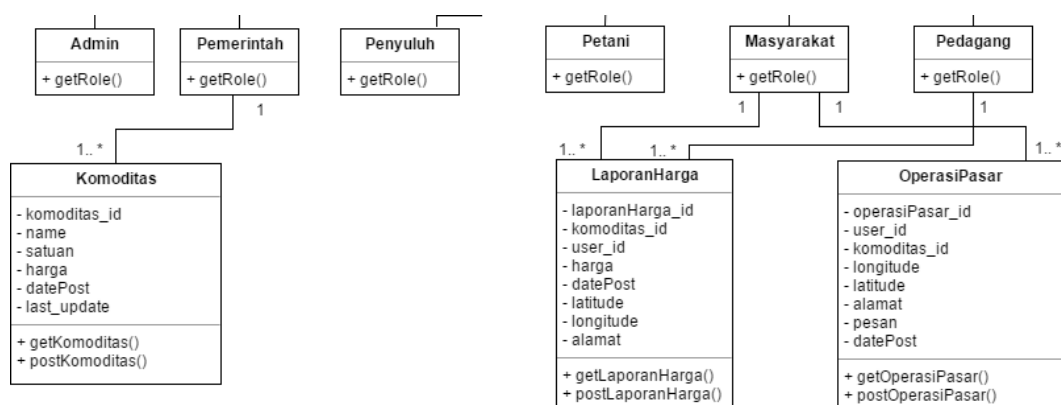 Admin
+ getRole()
Pemerintah
+ getRole()
Penyuluh
+ getRole()
Petani
+ getRole()
Masyarakat
+ getRole()
Pedagang
+ getRole()
1
1.. *
1
1
1
1.. *
1.. *
1.. *
Komoditas
- komoditas_id
- name
- satuan
- harga
- datePost
- last_update
+ getKomoditas()
+ postKomoditas()
LaporanHarga
- laporanHarga_id
- komoditas_id
- user_id
- harga
- datePost
- latitude
- longitude
- alamat
+ getLaporanHarga()
+ postLaporanHarga()
OperasiPasar
- operasiPasar_id
- user_id
- komoditas_id
- longitude
- latitude
- alamat
- pesan
- datePost
+ getOperasiPasar()
+ postOperasiPasar()